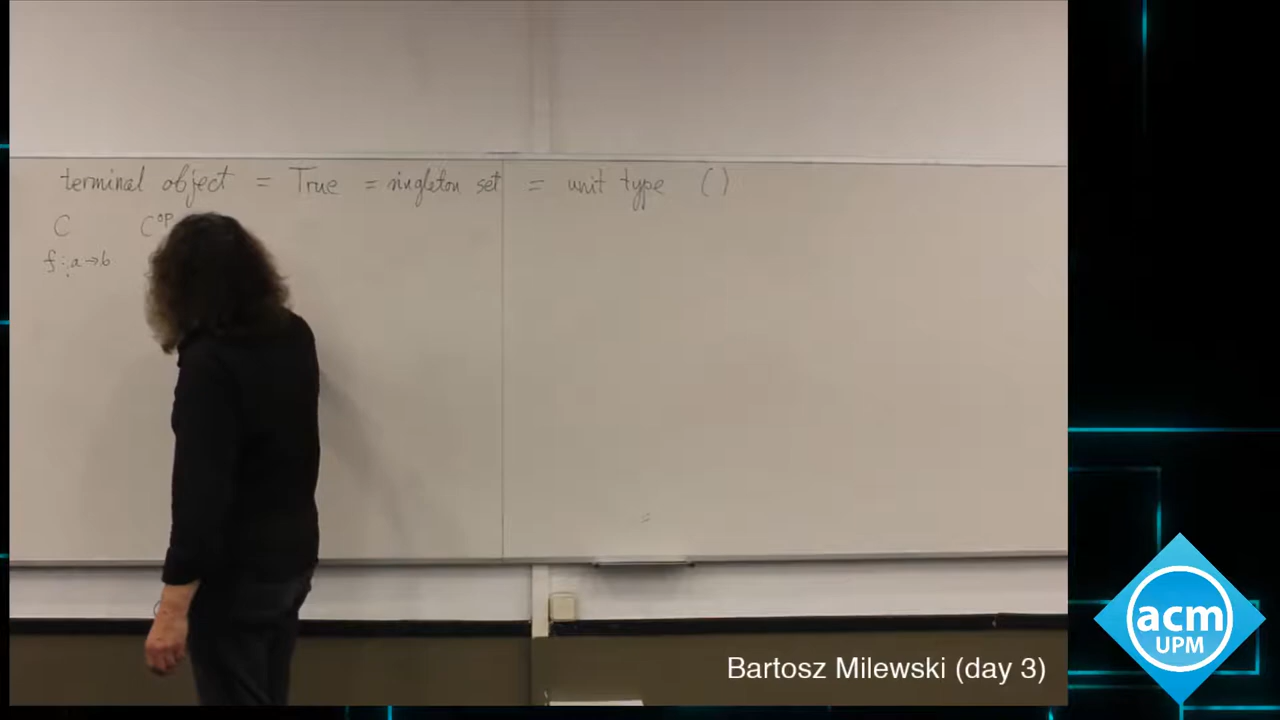 terminal object = True = singleton set = unit type ()
C C^op
f : a → b
=
Bartosz Milewski (day 3)
acm
UPM